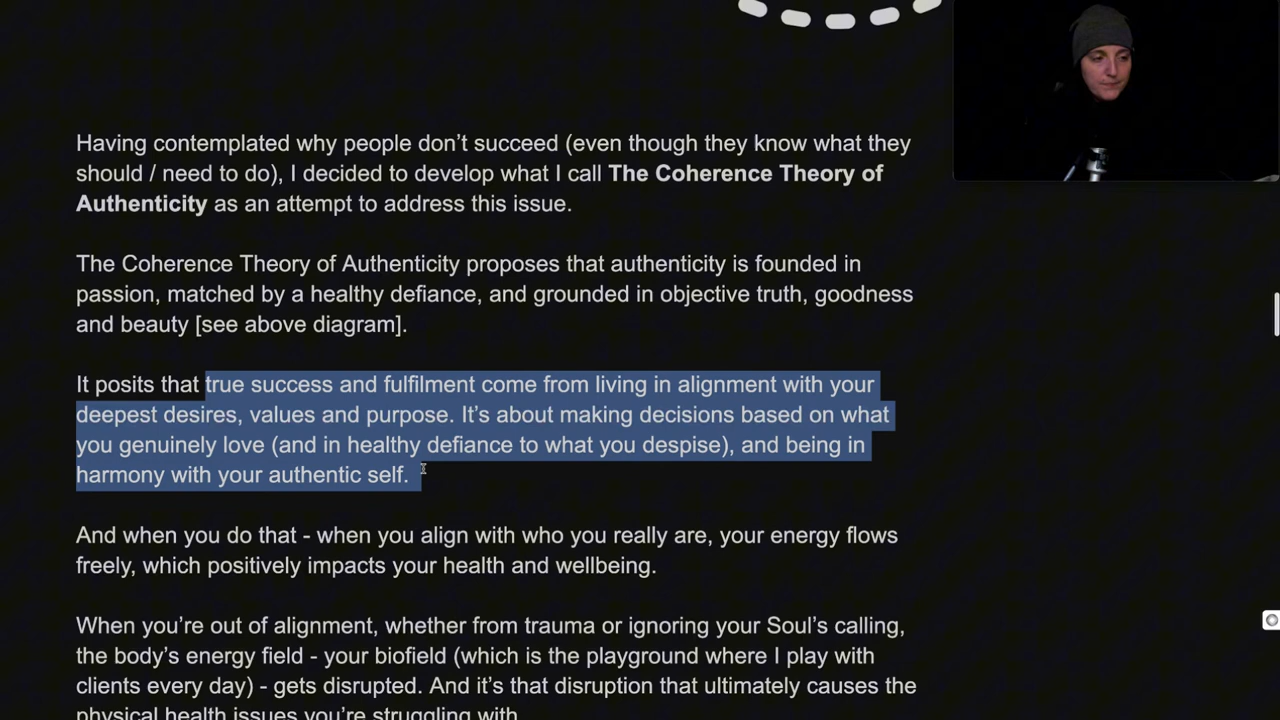 Having contemplated why people don’t succeed (even though they know what they
should / need to do), I decided to develop what I call The Coherence Theory of
Authenticity as an attempt to address this issue.
The Coherence Theory of Authenticity proposes that authenticity is founded in
passion, matched by a healthy defiance, and grounded in objective truth, goodness
and beauty [see above diagram].
It posits that true success and fulfilment come from living in alignment with your
deepest desires, values and purpose. It’s about making decisions based on what
you genuinely love (and in healthy defiance to what you despise), and being in
harmony with your authentic self.
And when you do that - when you align with who you really are, your energy flows
freely, which positively impacts your health and wellbeing.
When you’re out of alignment, whether from trauma or ignoring your Soul’s calling,
the body’s energy field - your biofield (which is the playground where I play with
clients every day) - gets disrupted. And it’s that disruption that ultimately causes the
physical health issues you’re struggling with.